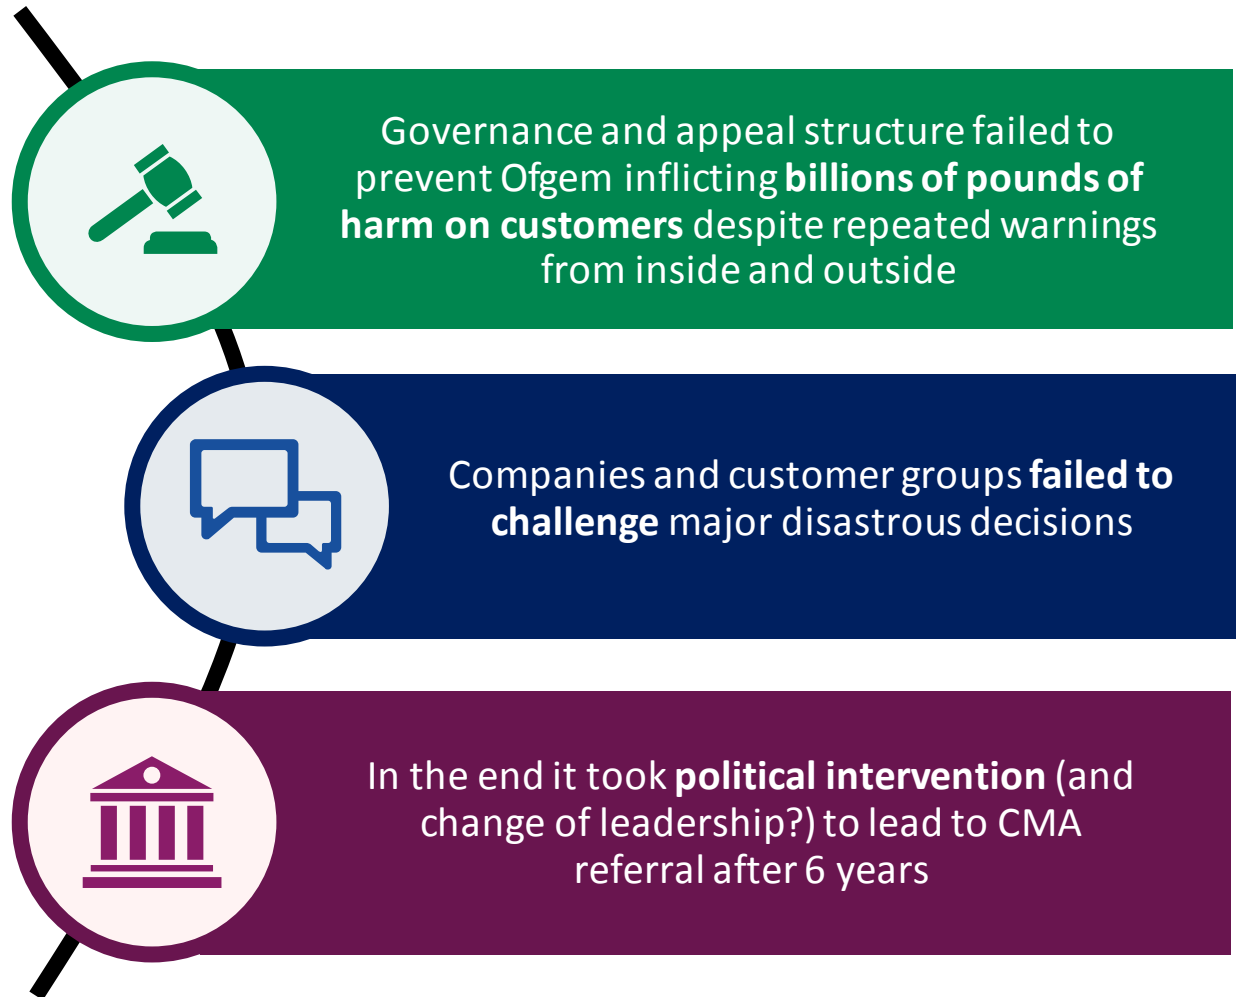 Governance and appeal structure failed to
prevent Ofgem inflicting billions of pounds of
harm on customers despite repeated warnings
from inside and outside
Companies and customer groups failed to
challenge major disastrous decisions
In the end it took political intervention (and
change of leadership?) to lead to CMA
referral after 6 years